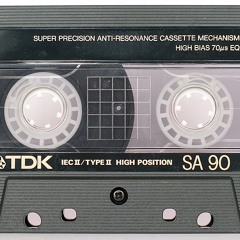 SUPER PRECISION ANTI-RESONANCE CASSETTE MECHANISM
HIGH BIAS 70µs EQ
TDK IEC II / TYPE II HIGH POSITION SA 90